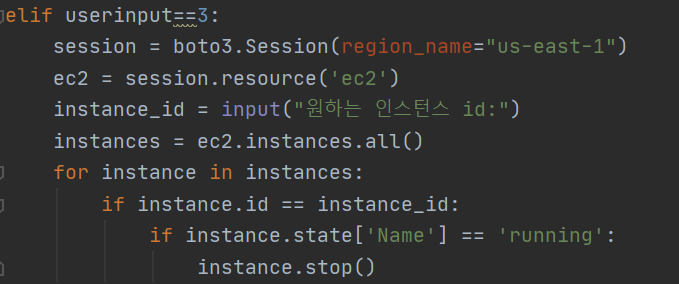 elif userinput==3:
session = boto3.Session(region_name="us-east-1")
ec2 = session.resource('ec2')
instance_id = input("원하는 인스턴스 id:")
instances = ec2.instances.all()
for instance in instances:
if instance.id == instance_id:
if instance.state['Name'] == 'running':
instance.stop()